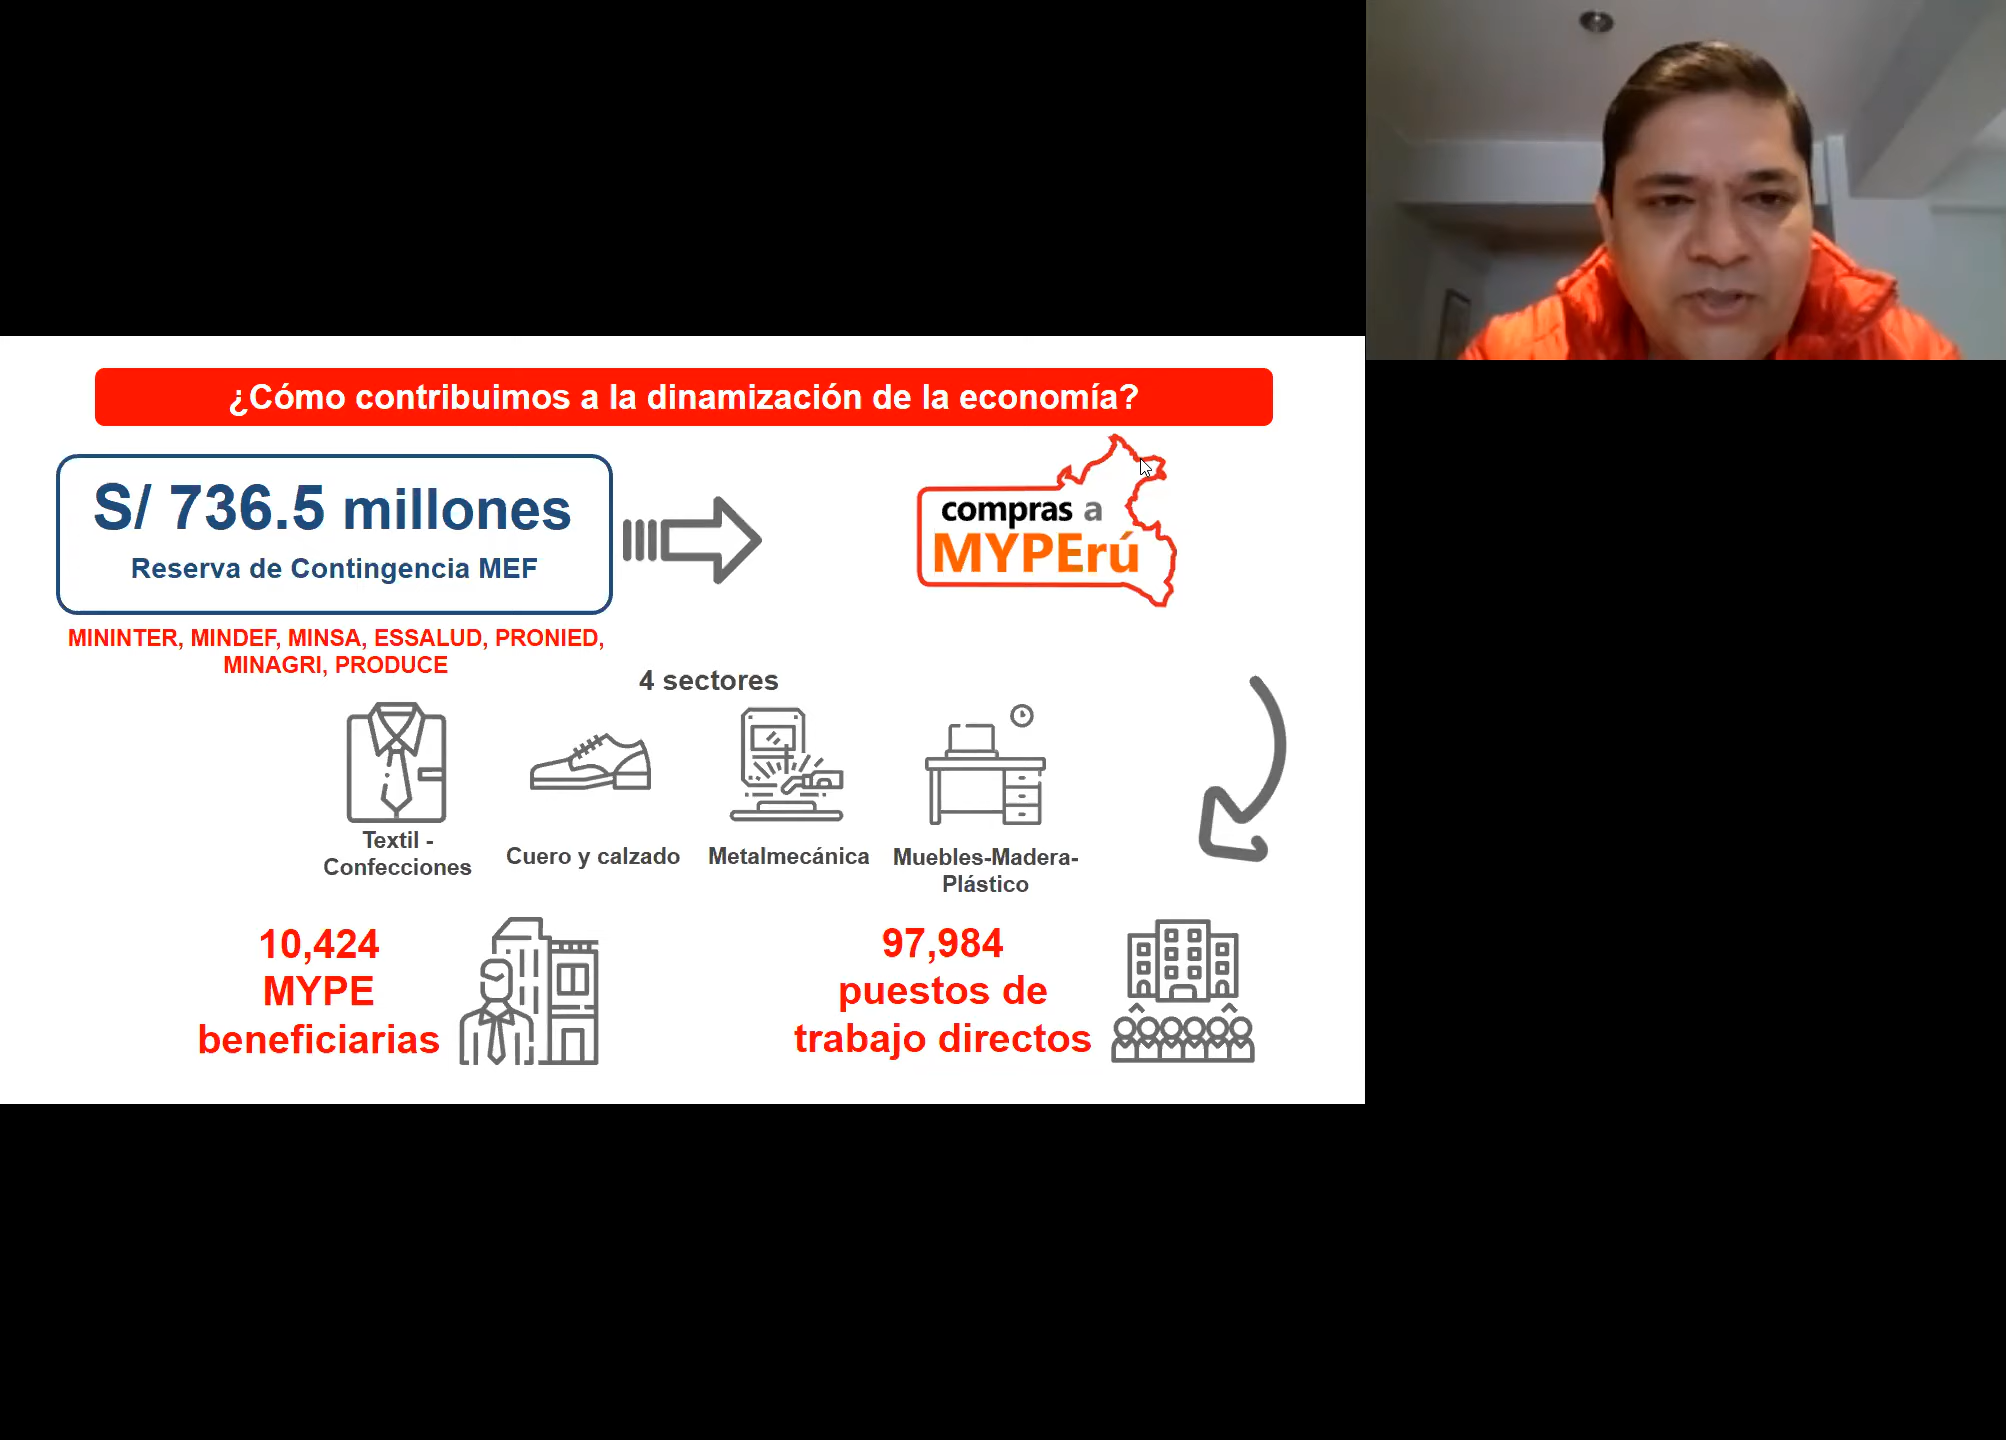 ¿Cómo contribuimos a la dinamización de la economía?
S/ 736.5 millones
Reserva de Contingencia MEF
compras a
MYPErú
MININTER, MINDEF, MINSA, ESSALUD, PRONIED,
MINAGRI, PRODUCE
4 sectores
Textil -
Confecciones
Cuero y calzado
Metalmecánica
Muebles-Madera-
Plástico
10,424
MYPE
beneficiarias
97,984
puestos de
trabajo directos